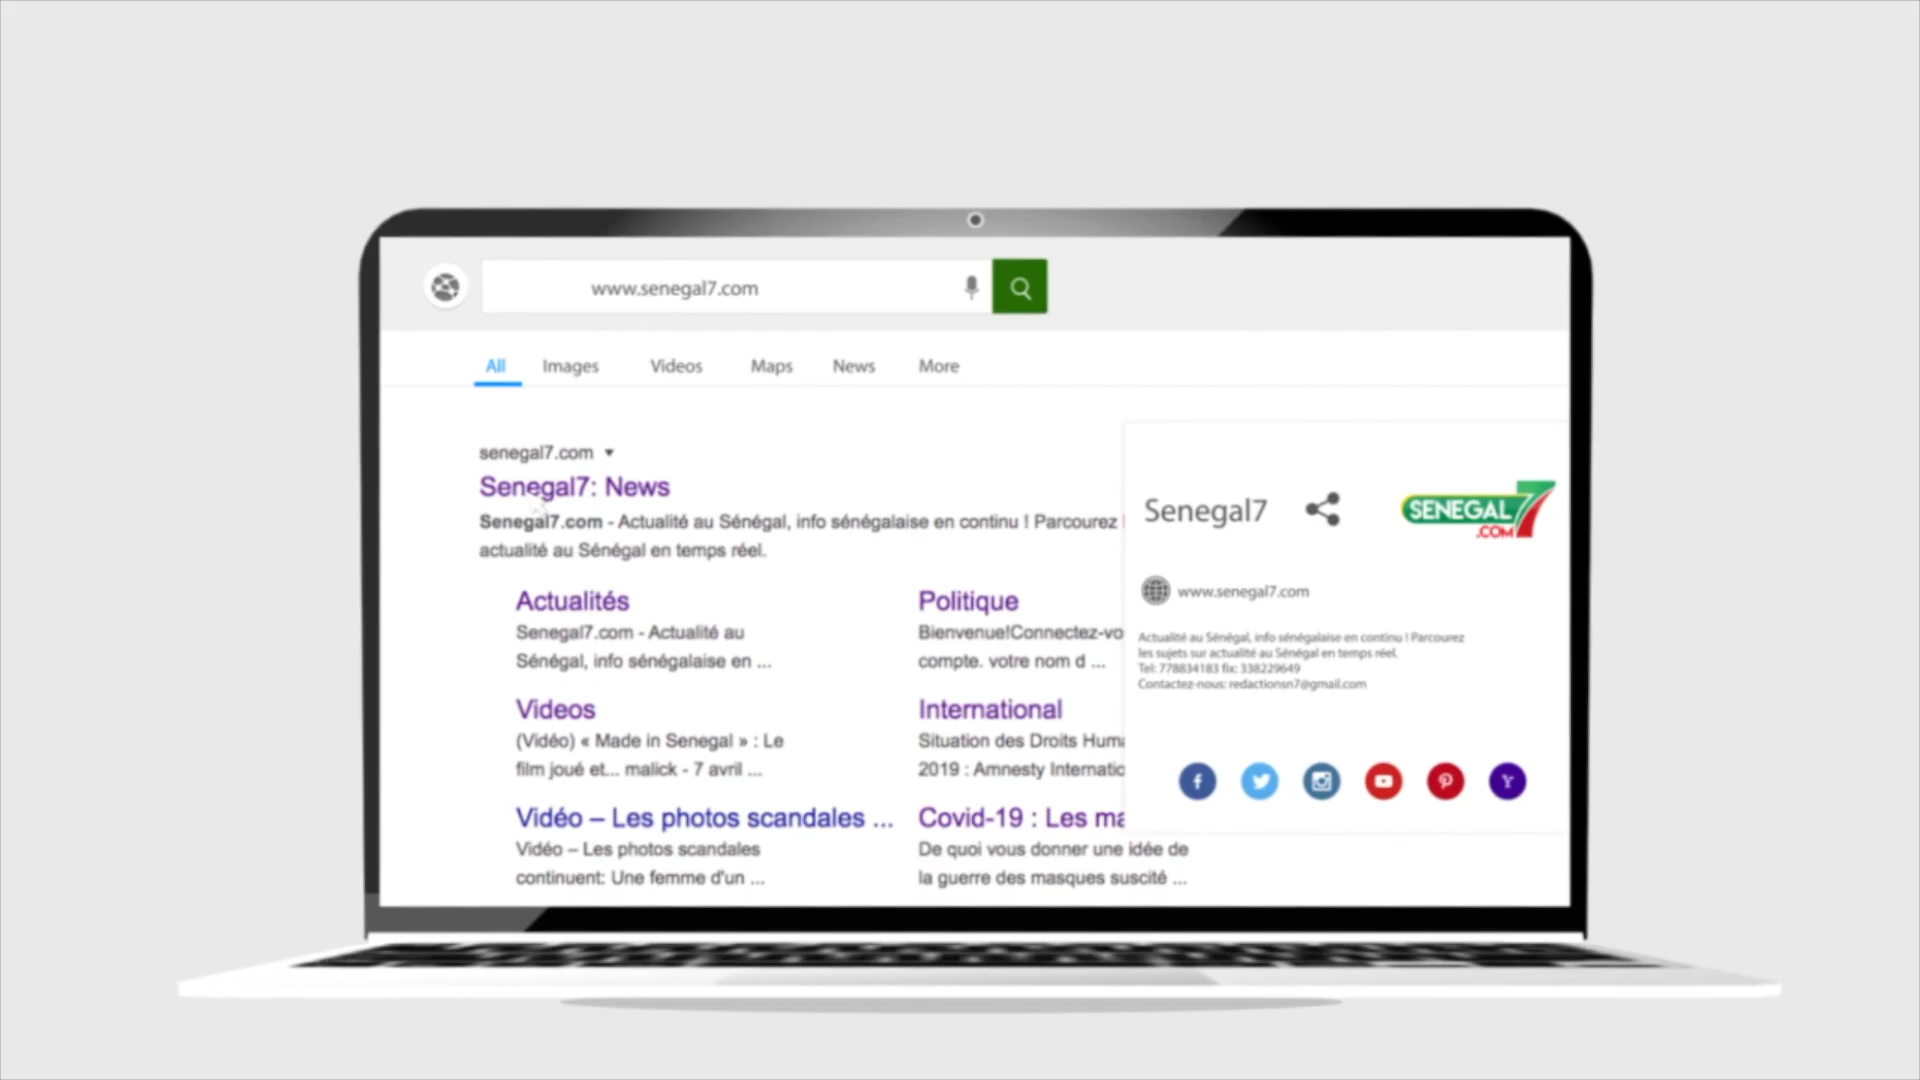 www.senegal7.com
All Images Videos Maps News More
senegal7.com
Senegal7: News
Senegal7.com - Actualité au Sénégal, info sénégalaise en continu ! Parcourez
actualité au Sénégal en temps réel.
Actualités
Senegal7.com - Actualité au
Sénégal, info sénégalaise en ...
Politique
Bienvenue!Connectez-vo
compte. votre nom d ...
Videos
(Vidéo) « Made in Senegal » : Le
film joué et... malick - 7 avril ...
International
Situation des Droits Huma
2019 : Amnesty Internatio
Vidéo – Les photos scandales ...
Vidéo – Les photos scandales
continuent: Une femme d'un ...
Covid-19 : Les ma
De quoi vous donner une idée de
la guerre des masques suscité ...
Senegal7
SENEGAL7
.COM
www.senegal7.com
Actualité au Sénégal, info sénégalaise en continu ! Parcourez
les sujets sur actualité au Sénégal en temps réel.
Tel: 778834183 fix: 338229649
Contactez-nous: redactionsn7@gmail.com